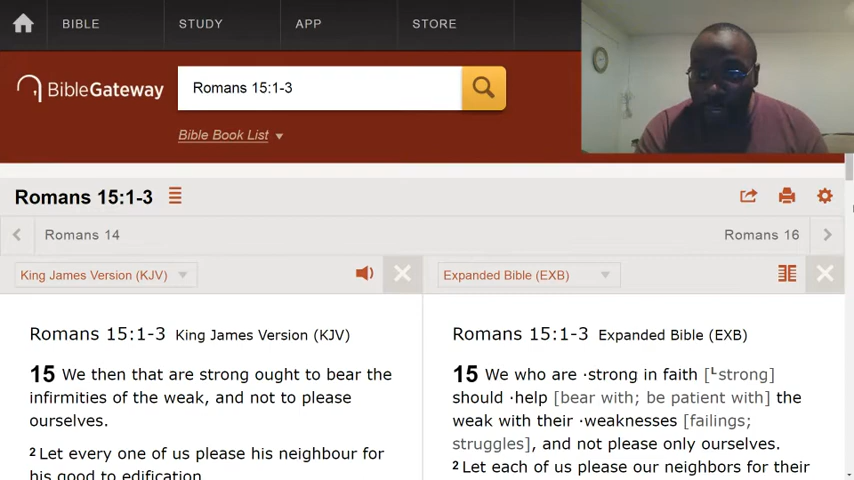 BIBLE STUDY APP STORE
BibleGateway
Romans 15:1-3
Bible Book List
Romans 15:1-3
Romans 14
Romans 16
King James Version (KJV)
Expanded Bible (EXB)
Romans 15:1-3 King James Version (KJV)
15 We then that are strong ought to bear the
infirmities of the weak, and not to please
ourselves.
2 Let every one of us please his neighbour for
his good to edification.
Romans 15:1-3 Expanded Bible (EXB)
15 We who are ·strong in faith [ᴸstrong]
should ·help [bear with; be patient with] the
weak with their ·weaknesses [failings;
struggles], and not please only ourselves.
2 Let each of us please our neighbors for their